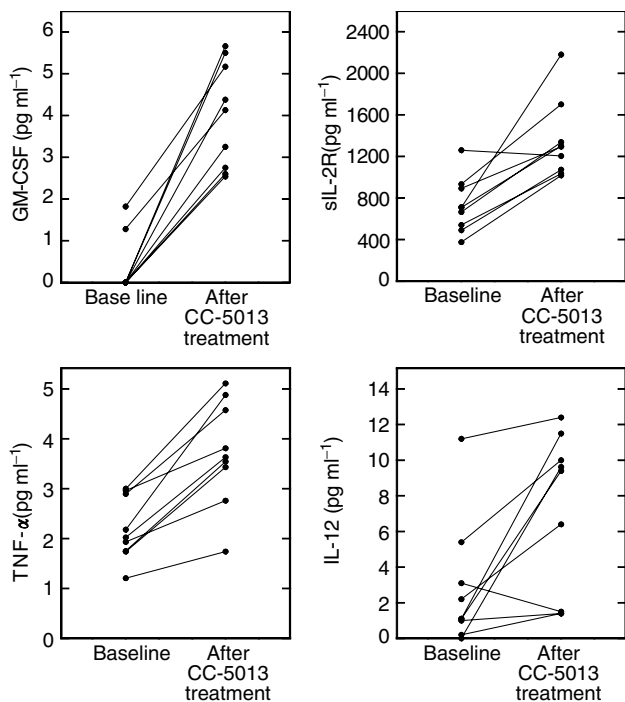 GM-CSF (pg ml⁻¹)
6
5
4
3
2
1
0
Base line
After
CC-5013
treatment
sIL-2R(pg ml⁻¹)
2400
2000
1600
1200
800
400
0
Baseline
After
CC-5013
treatment
TNF-α(pg ml⁻¹)
5
4
3
2
1
0
Baseline
After
CC-5013
treatment
IL-12 (pg ml⁻¹)
14
12
10
8
6
4
2
0
Baseline
After
CC-5013
treatment